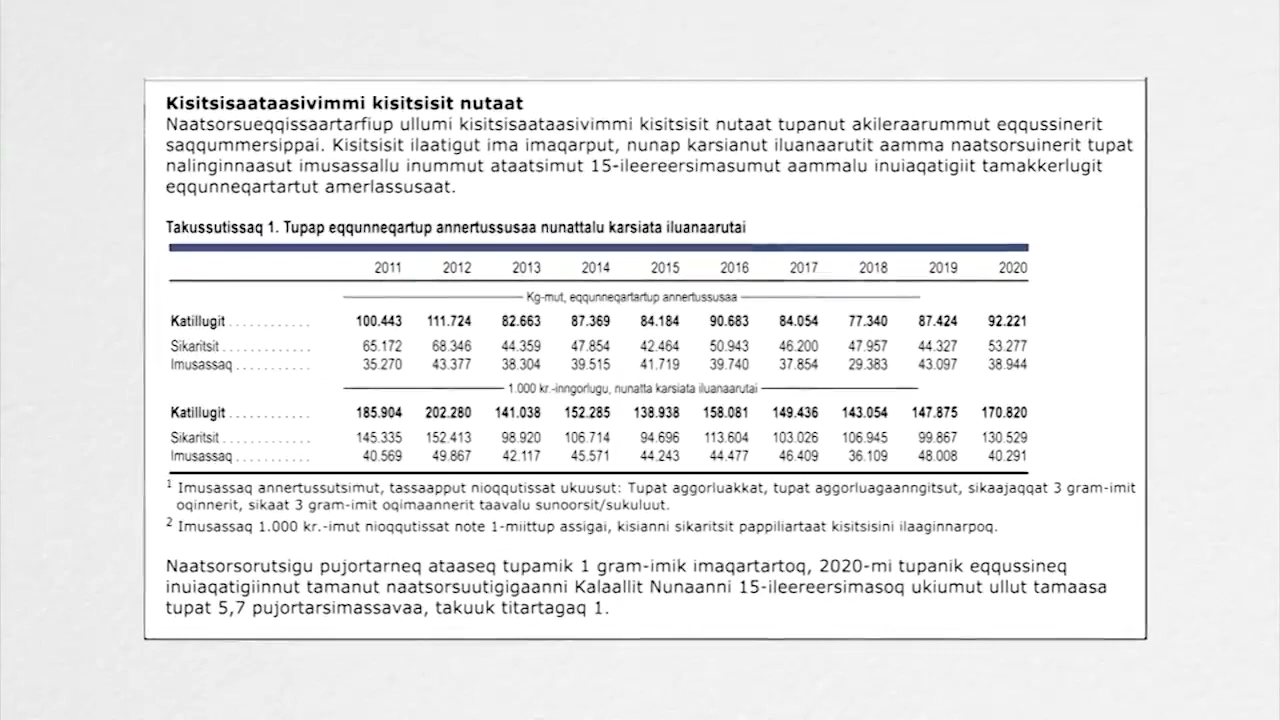 Kisitsisaataasivimmi kisitsisit nutaat
Naatsorsueqqissaartarfiup ullumi kisitsisaataasivimmi kisitsisit nutaat tupanut akileraarummut eqqussinerit
saqqummersippai. Kisitsisit ilaatigut ima imaqarput, nunap karsianut iluanaarutit aamma naatsorsuinerit tupat
nalinginnaasut imusassallu inummut ataatsimut 15-ileereersimasumut aammalu inuiaqatigiit tamakkerlugit
eqqunneqartartut amerlassusaat.
Takussutissaq 1. Tupap eqqunneqartup annertussusaa nunattalu karsiata iluanaarutai
2011 2012 2013 2014 2015 2016 2017 2018 2019 2020
Kg-mut, eqqunneqartartup annertussusaa
Katillugit . . . . . . . . . . . . 100.443 111.724 82.663 87.369 84.184 90.683 84.054 77.340 87.424 92.221
Sikaritsit . . . . . . . . . . . . . 65.172 68.346 44.359 47.854 42.464 50.943 46.200 47.957 44.327 53.277
Imusassaq . . . . . . . . . . . 35.270 43.377 38.304 39.515 41.719 39.740 37.854 29.383 43.097 38.944
1.000 kr.-inngorlugu, nunatta karsiata iluanaarutai
Katillugit . . . . . . . . . . . . 185.904 202.280 141.038 152.285 138.938 158.081 149.436 143.054 147.875 170.820
Sikaritsit . . . . . . . . . . . . . 145.335 152.413 98.920 106.714 94.696 113.604 103.026 106.945 99.867 130.529
Imusassaq . . . . . . . . . . . 40.569 49.867 42.117 45.571 44.243 44.477 46.409 36.109 48.008 40.291
1 Imusassaq annertussutsimut, tassaapput nioqqutissat ukuusut: Tupat aggorluakkat, tupat aggorluagaanngitsut, sikaajaqqat 3 gram-imit
oqinnerit, sikaat 3 gram-imit oqimaannerit taavalu sunoorsit/sukuluut.
2 Imusassaq 1.000 kr.-imut nioqqutissat note 1-miittup assigai, kisianni sikaritsit pappiliartaat kisitsisini ilaaginnarpoq.
Naatsorsorutsigu pujortarneq ataaseq tupamik 1 gram-imik imaqartartoq, 2020-mi tupanik eqqussineq
inuiaqatigiinnut tamanut naatsorsuutigigaanni Kalaallit Nunaanni 15-ileereersimasoq ukiumut ullut tamaasa
tupat 5,7 pujortarsimassavaa, takuuk titartagaq 1.